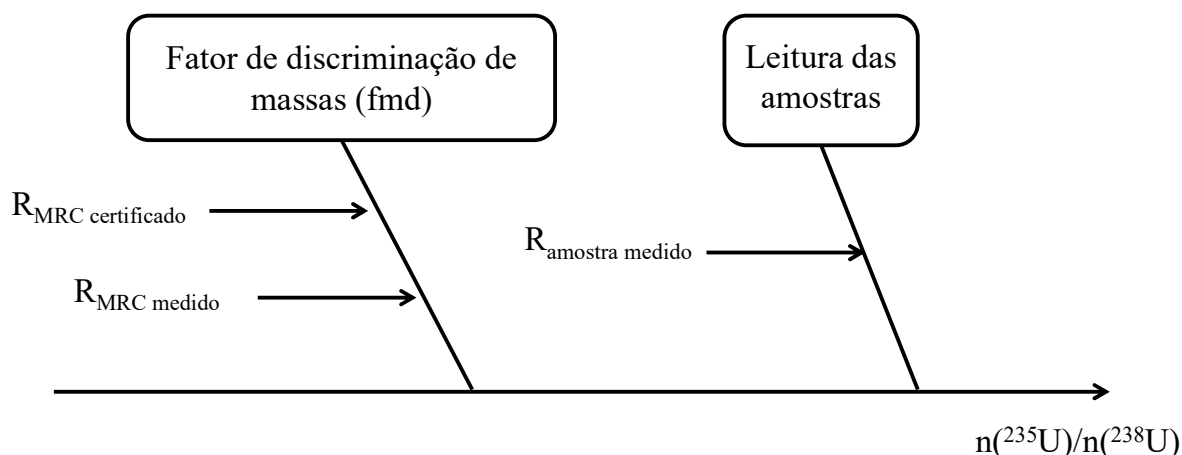 Fator de discriminação de
massas (fmd)
Leitura das
amostras
R_MRC certificado
R_amostra medido
R_MRC medido
n(²³⁵U)/n(²³⁸U)